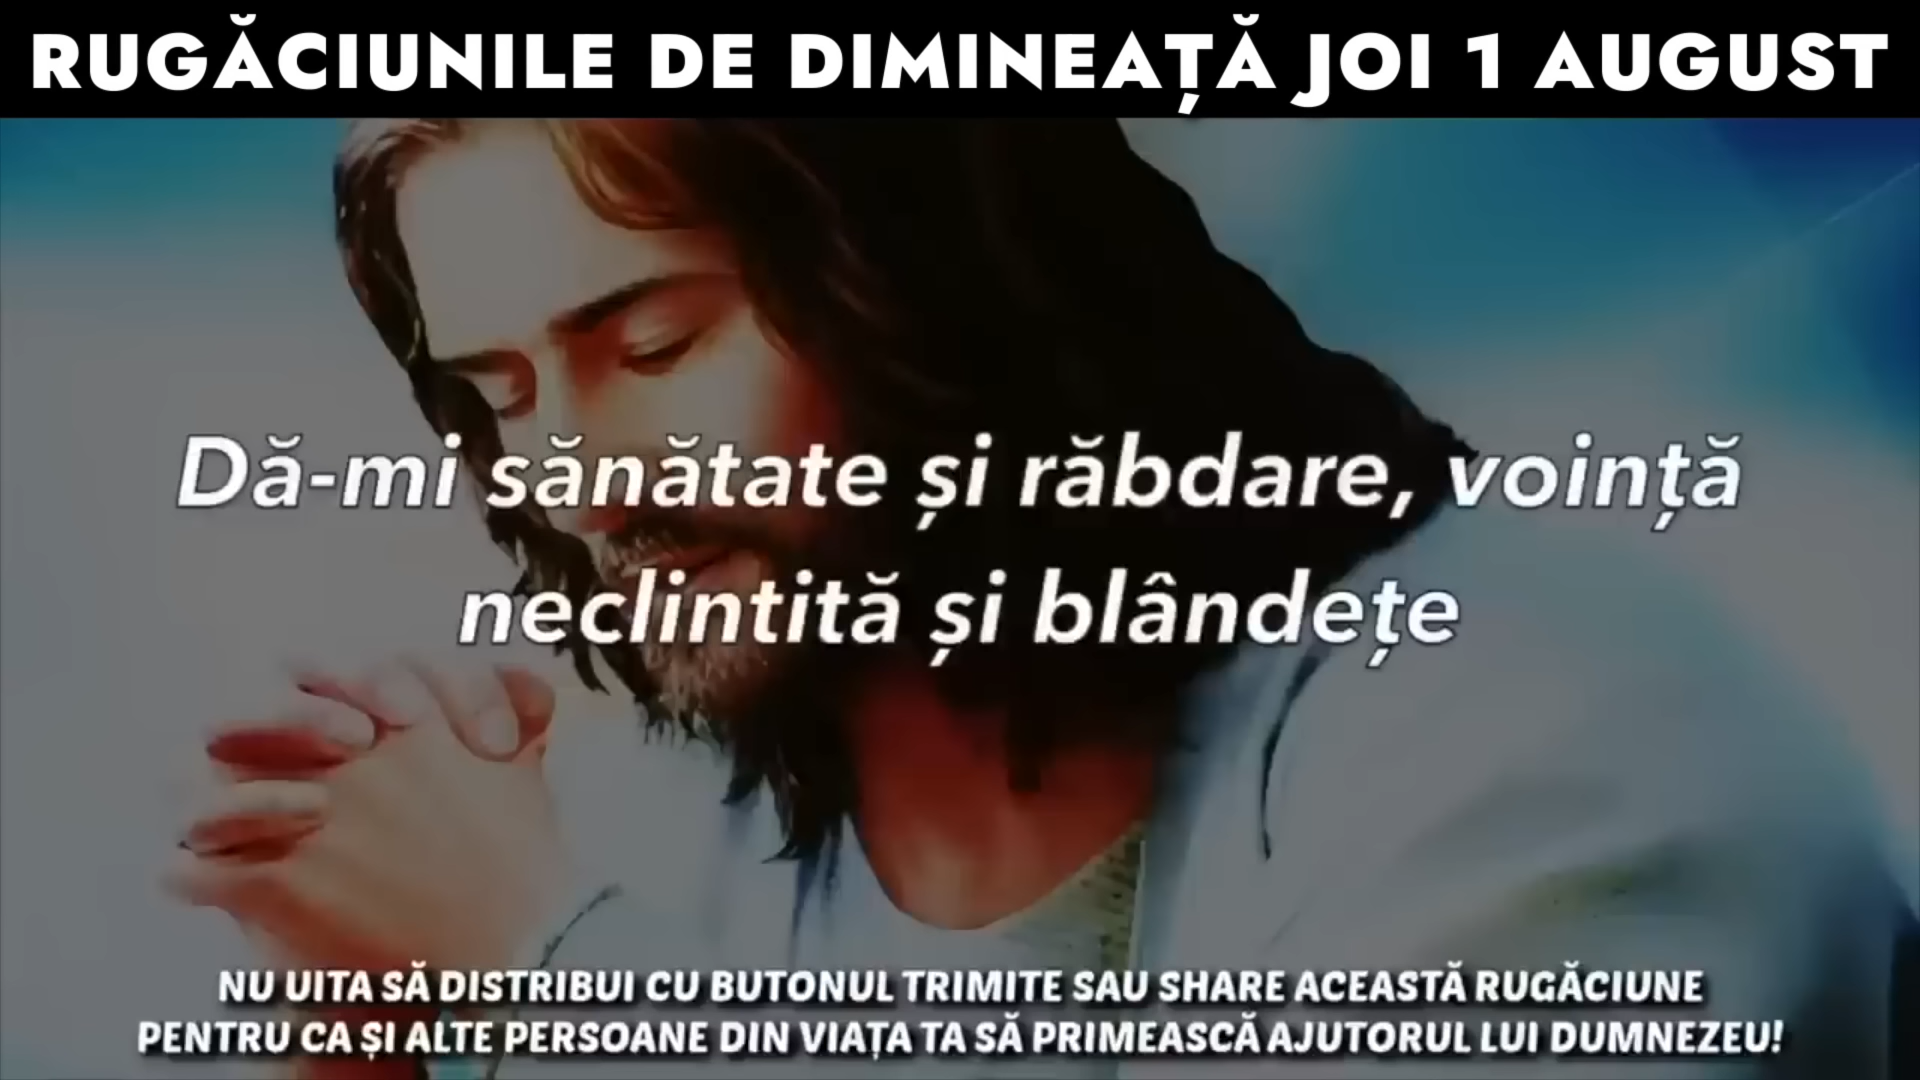 RUGĂCIUNILE DE DIMINEAȚĂ JOI 1 AUGUST
Dă-mi sănătate și răbdare, voință
neclintită și blândețe
NU UITA SĂ DISTRIBUI CU BUTONUL TRIMITE SAU SHARE ACEASTĂ RUGĂCIUNE
PENTRU CA ȘI ALTE PERSOANE DIN VIAȚA TA SĂ PRIMEASCĂ AJUTORUL LUI DUMNEZEU!